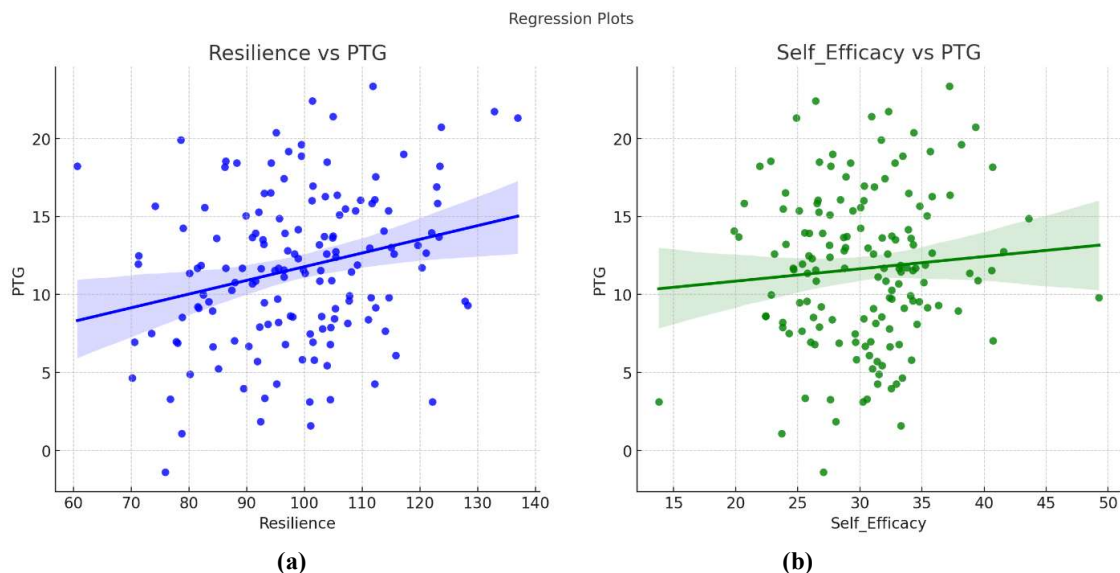 Regression Plots
Resilience vs PTG
Self_Efficacy vs PTG
PTG
20
15
10
5
0
60 70 80 90 100 110 120 130 140
Resilience
PTG
20
15
10
5
0
15 20 25 30 35 40 45 50
Self_Efficacy
(a)
(b)